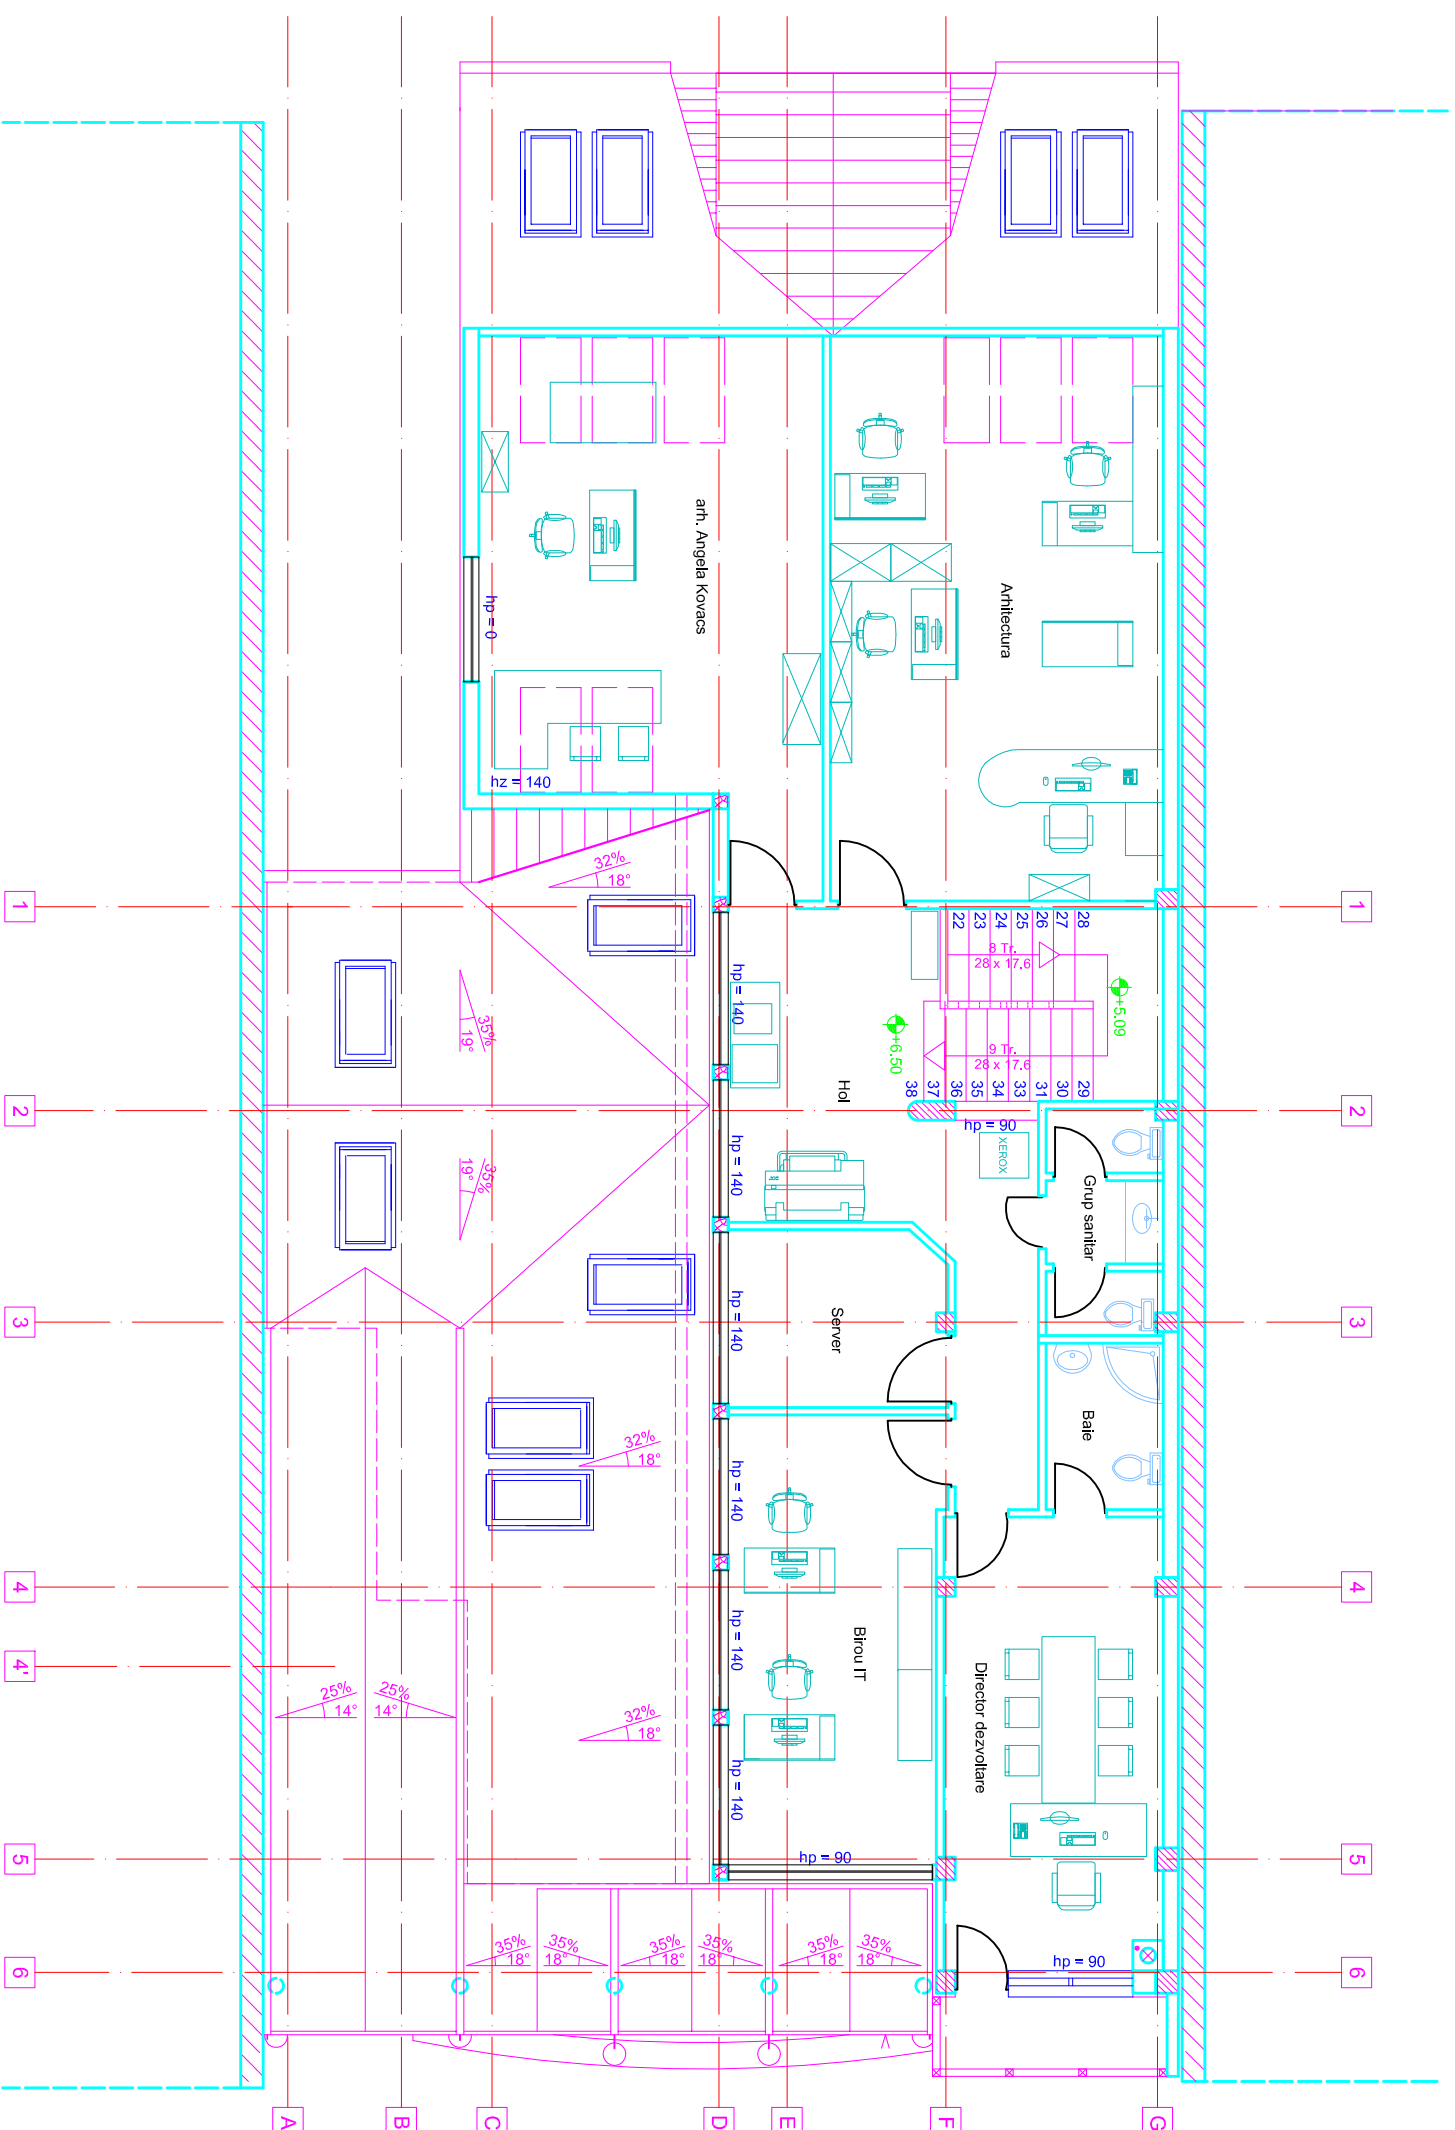 arh. Angela Kovacs
Arhitectura
hp = 0
hz = 140
32%
18°
1
1
22
23
24
25
26
27
28
8 Tr.
28 x 17,6
+5.09
9 Tr.
28 x 17,6
+6.50
38
37
36
35
34
33
31
30
29
hp = 140
Hol
35%
19°
2
2
hp = 90
XEROX
hp = 140
35%
19°
Grup sanitar
3
3
hp = 140
Server
Baie
32%
18°
hp = 140
4
4
4'
hp = 140
Birou IT
Director dezvoltare
25%
14°
25%
14°
32%
18°
hp = 140
hp = 90
5
5
35%
18°
35%
18°
35%
18°
35%
18°
35%
18°
35%
18°
hp = 90
6
6
A
B
C
D
E
F
G